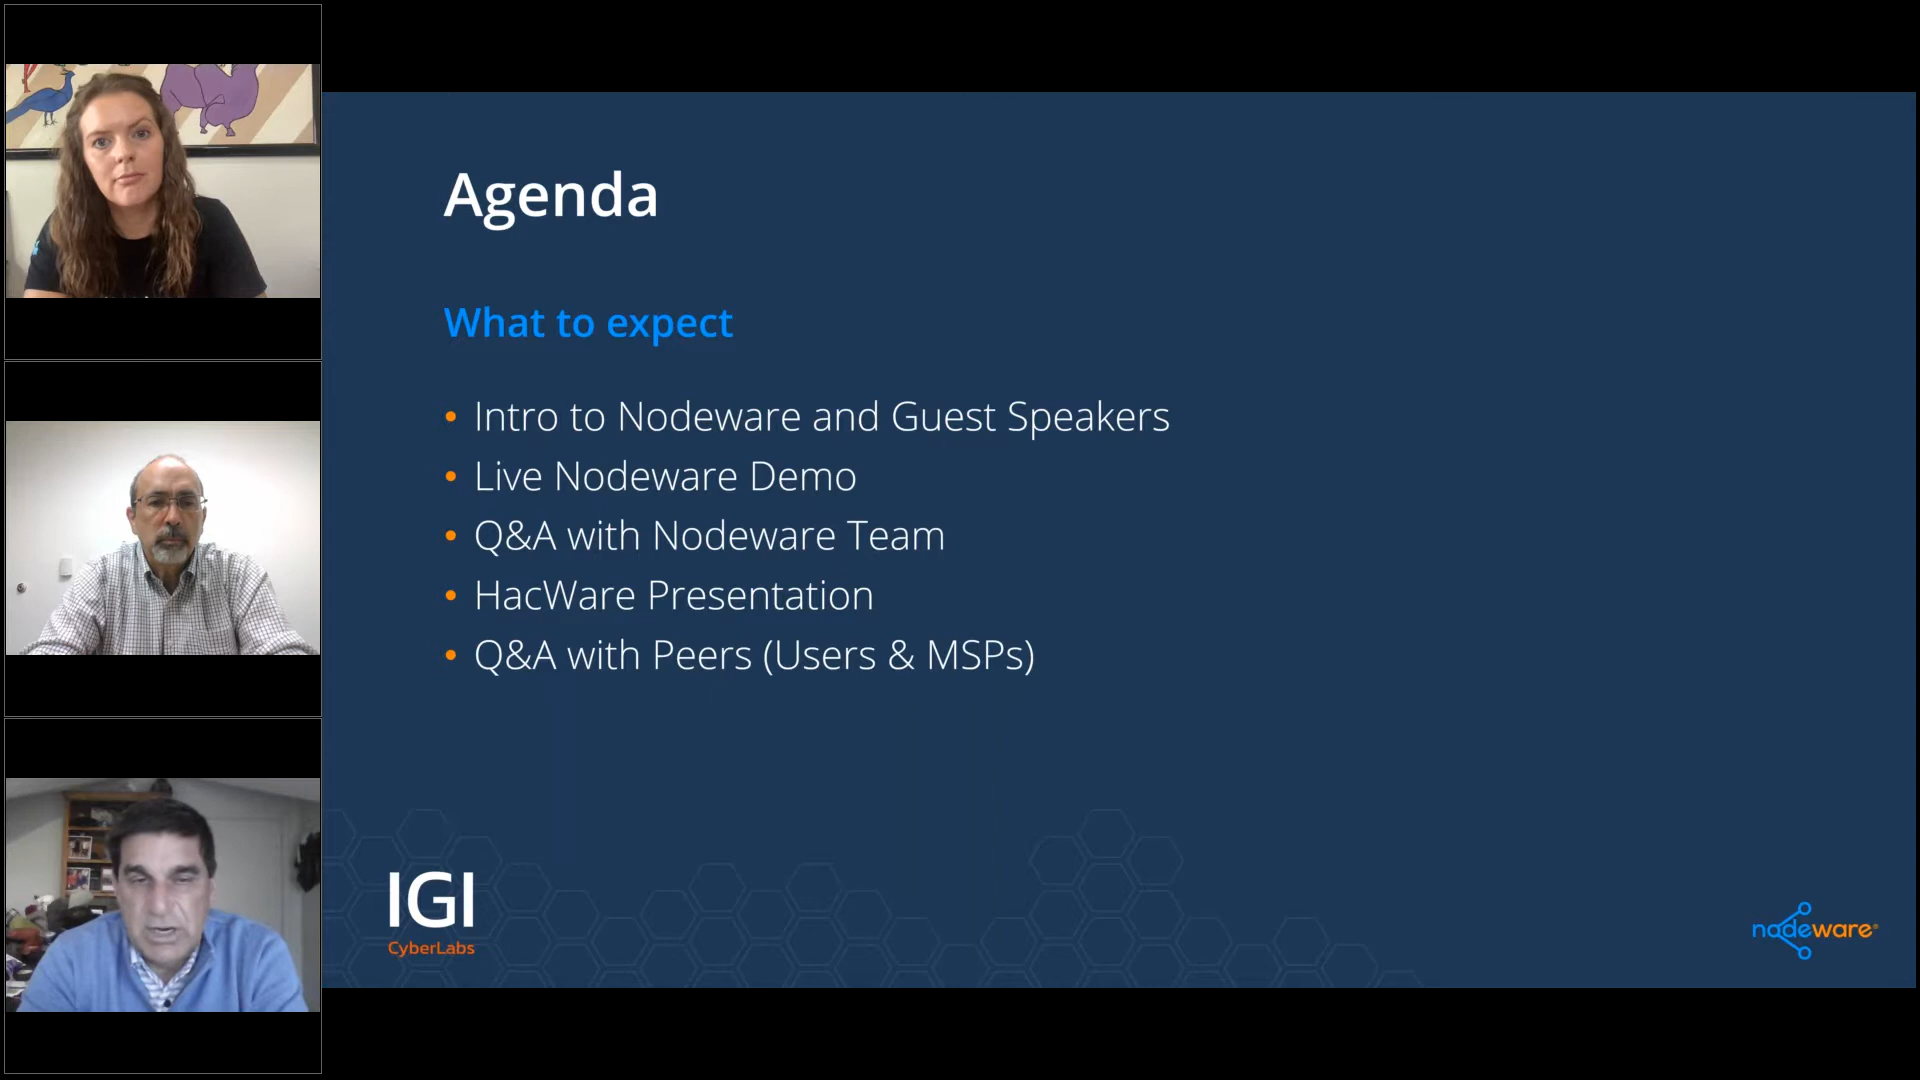 Agenda
What to expect
• Intro to Nodeware and Guest Speakers
• Live Nodeware Demo
• Q&A with Nodeware Team
• HacWare Presentation
• Q&A with Peers (Users & MSPs)
IGI
CyberLabs
nodeware®